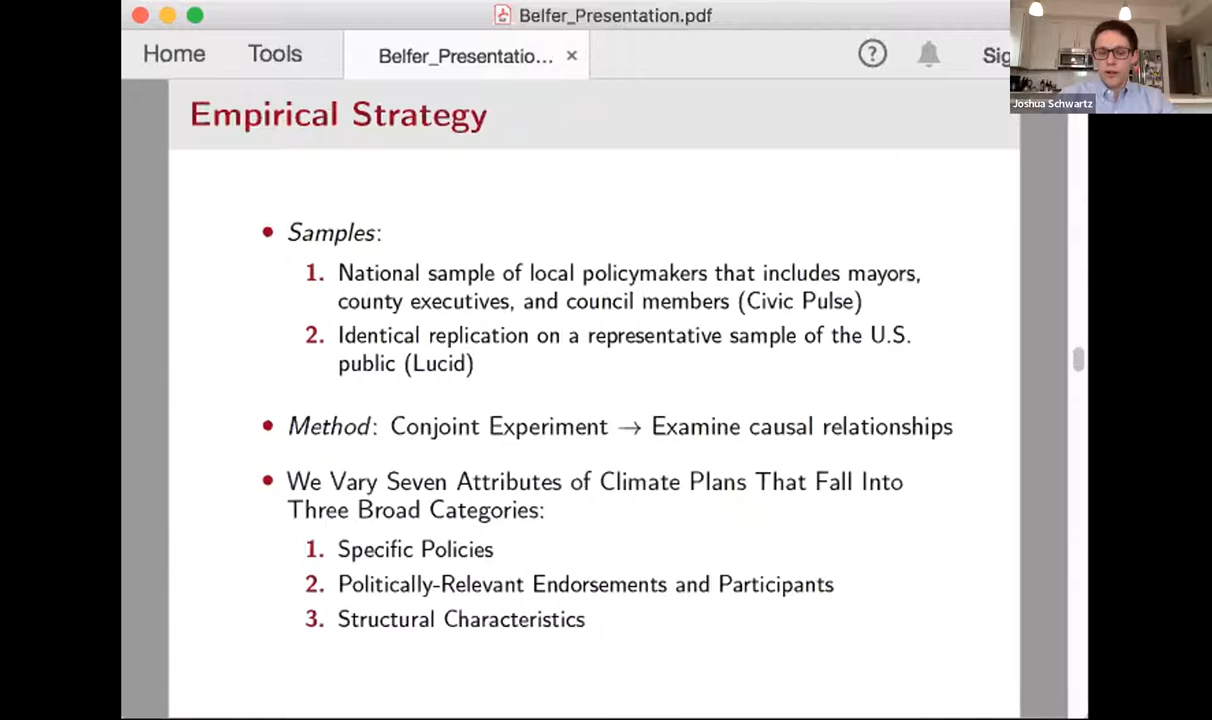 Belfer_Presentation.pdf
Home Tools Belfer_Presentatio... × ? Sig
Joshua Schwartz
Empirical Strategy
• Samples:
1. National sample of local policymakers that includes mayors,
county executives, and council members (Civic Pulse)
2. Identical replication on a representative sample of the U.S.
public (Lucid)
• Method: Conjoint Experiment → Examine causal relationships
• We Vary Seven Attributes of Climate Plans That Fall Into
Three Broad Categories:
1. Specific Policies
2. Politically-Relevant Endorsements and Participants
3. Structural Characteristics